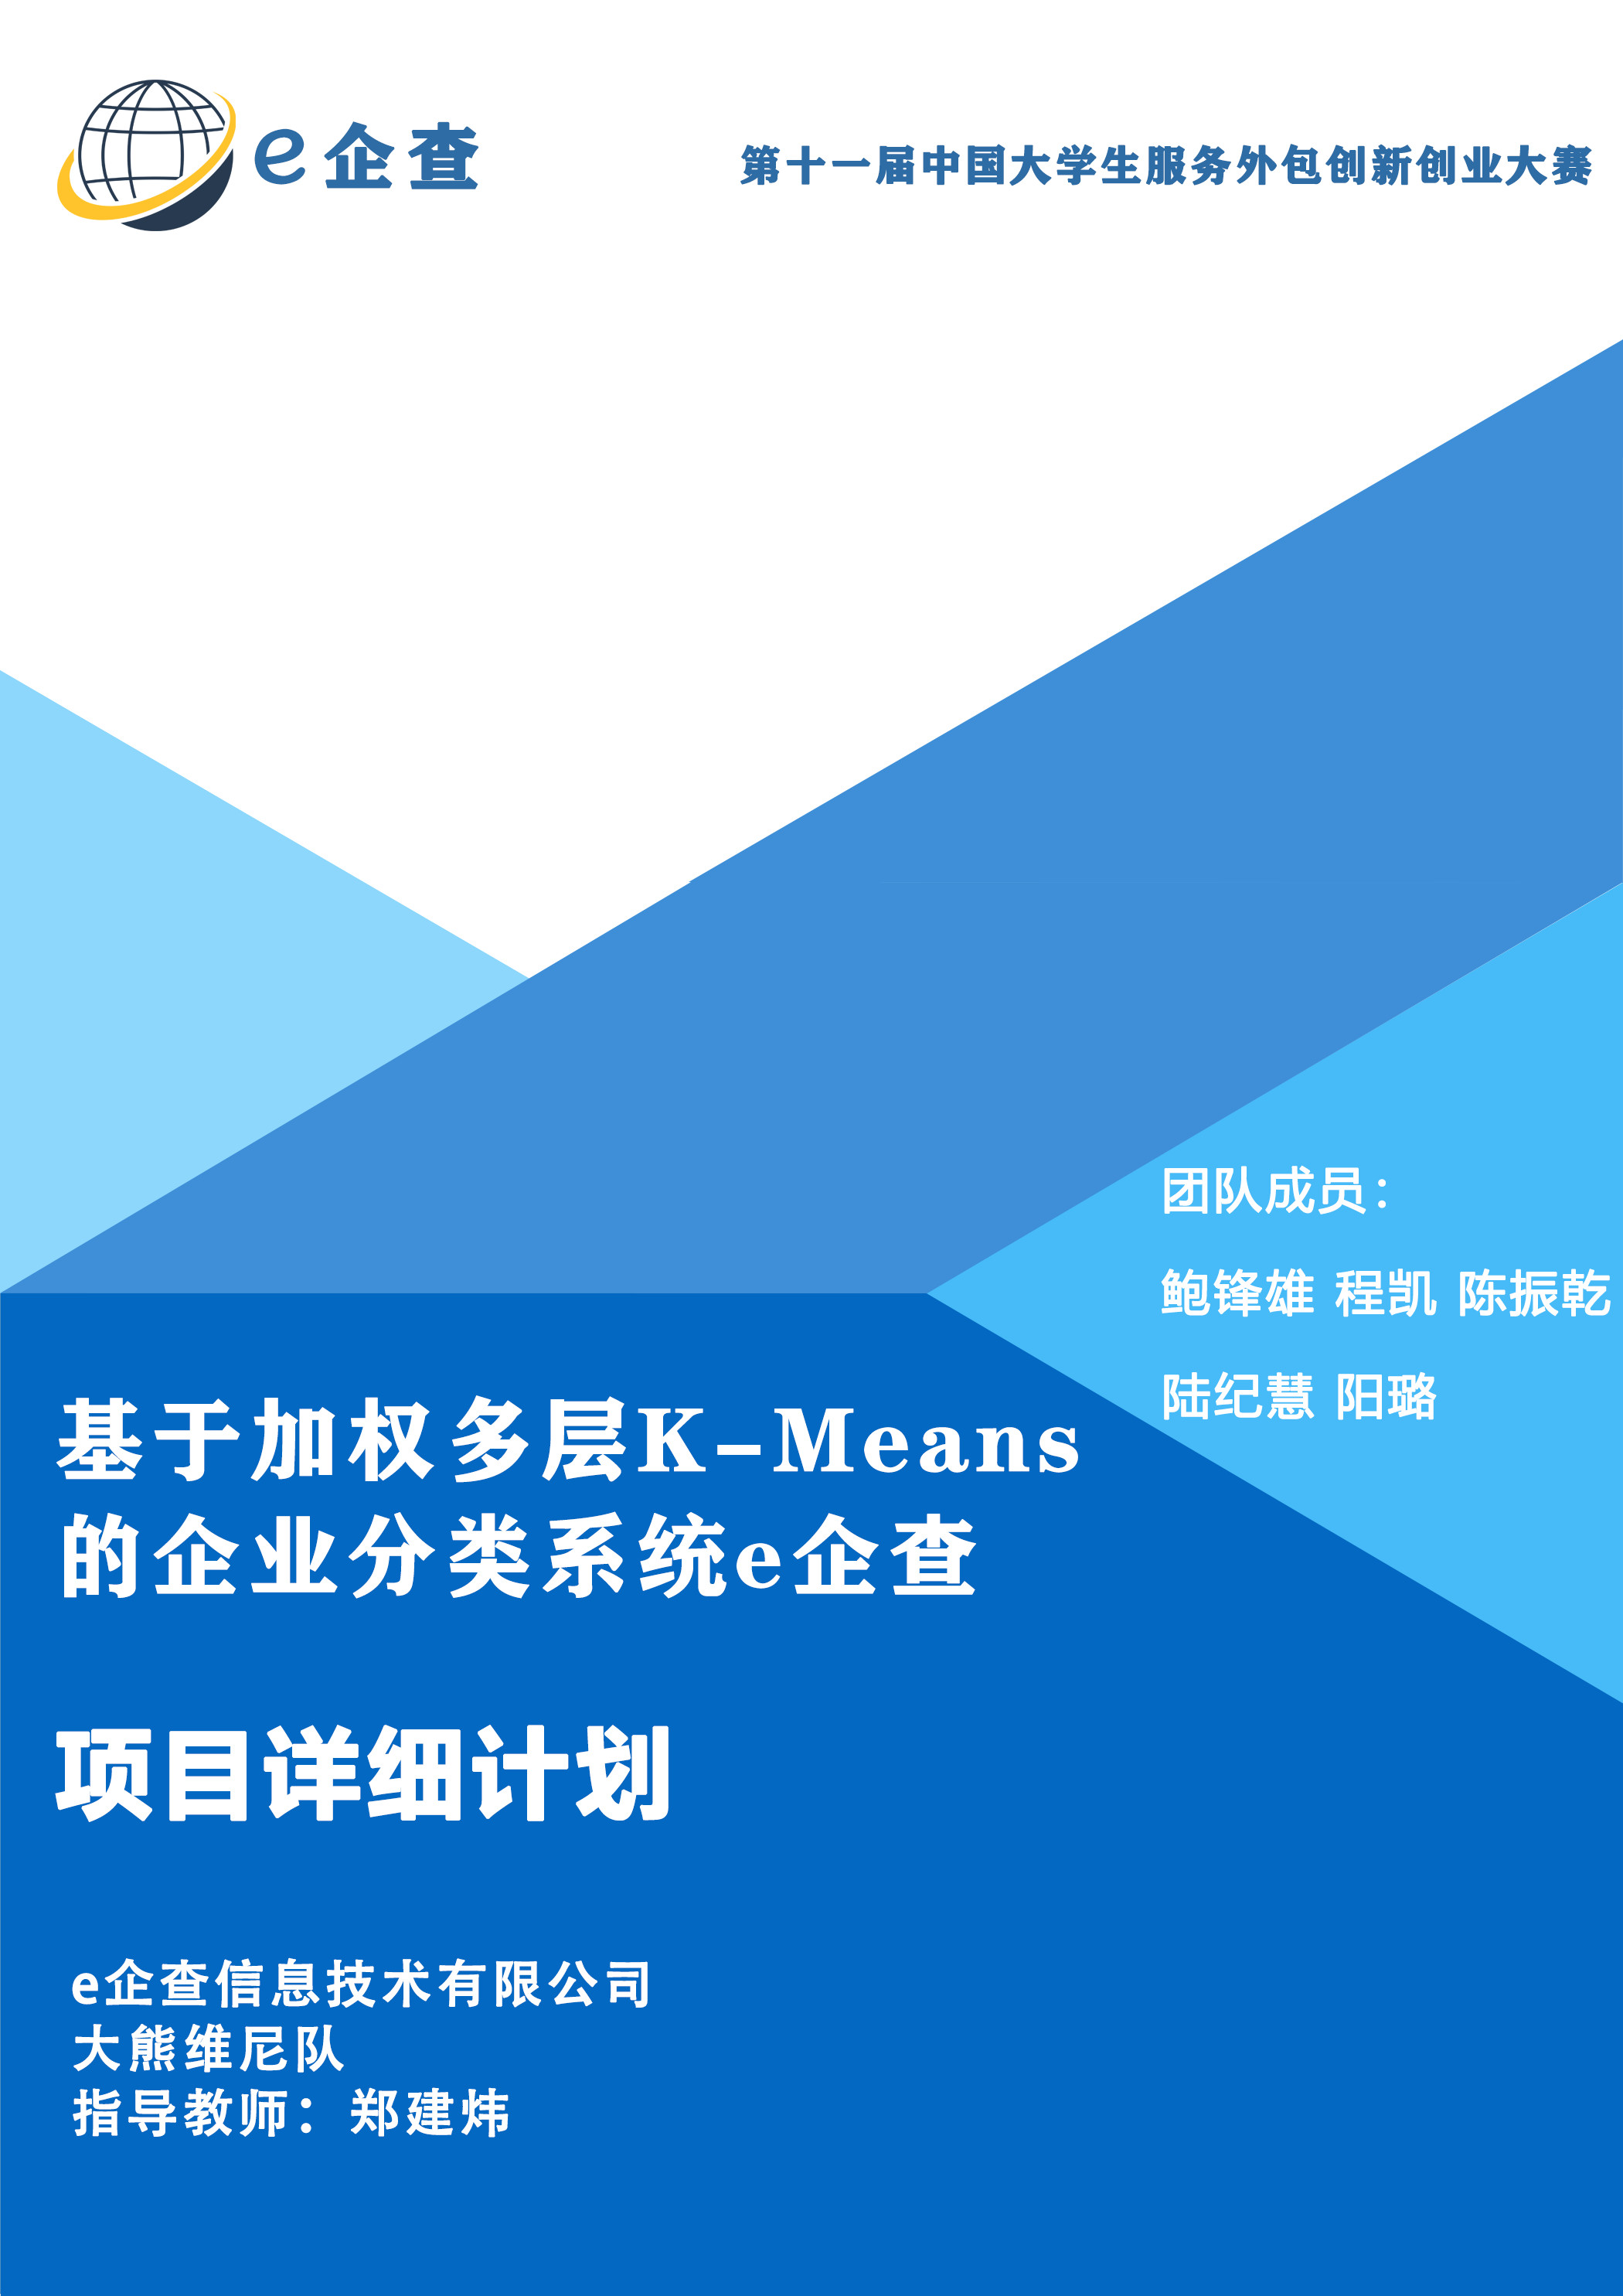 e企查
第十一届中国大学生服务外包创新创业大赛
团队成员：
鲍锋雄 程凯 陈振乾
陆纪慧 阳璐
基于加权多层K-Means
的企业分类系统e企查
项目详细计划
e企查信息技术有限公司
大熊维尼队
指导教师： 郑建炜